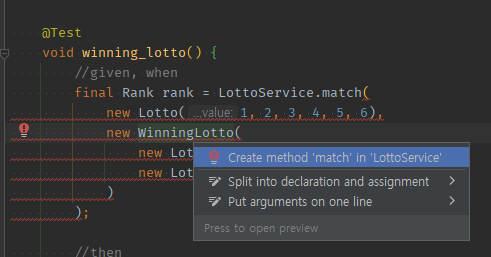 @Test
void winning_lotto() {
//given, when
final Rank rank = LottoService.match(
new Lotto( ...value: 1, 2, 3, 4, 5, 6),
new WinningLotto(
new Lot
new Lot
)
);
//then
Create method 'match' in 'LottoService'
Split into declaration and assignment
Put arguments on one line
Press to open preview